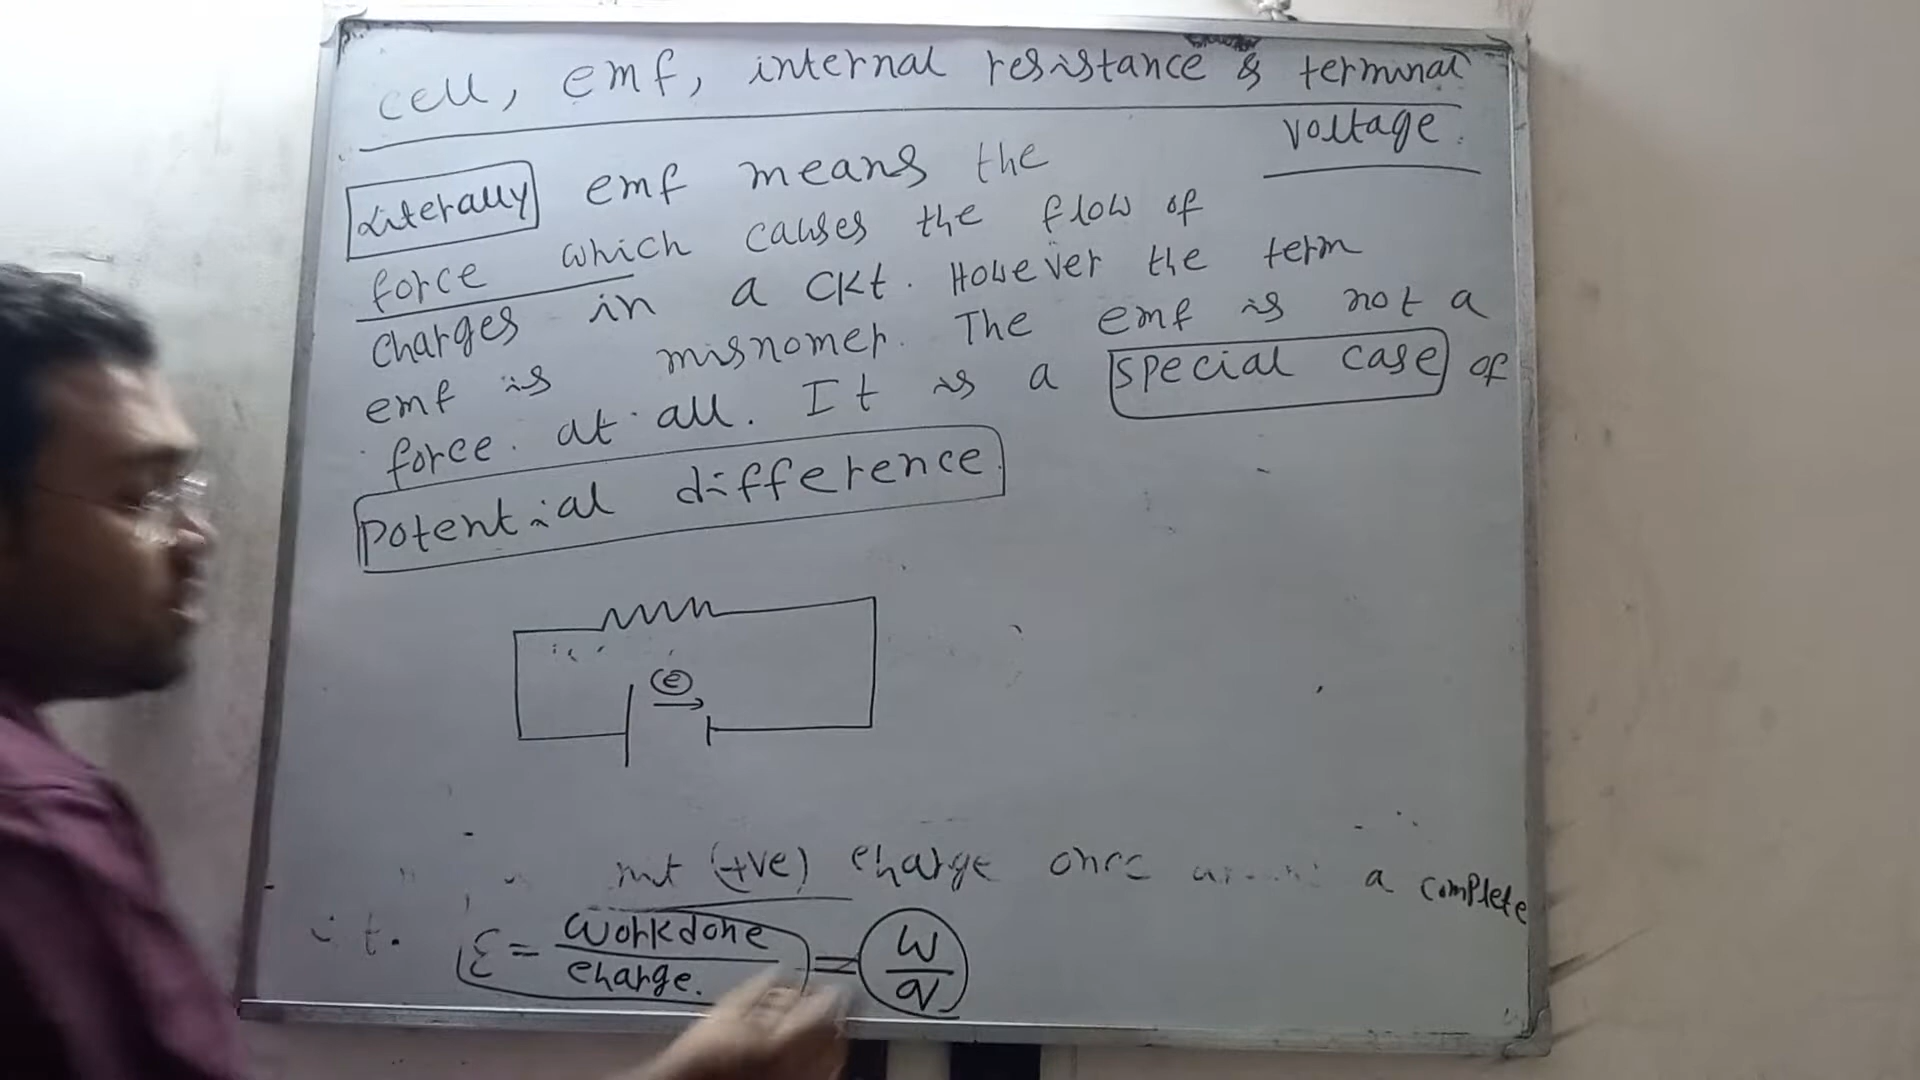 cell, emf, internal resistance & terminal
voltage.
Literally emf means the
force which causes the flow of
charges in a ckt. However the term
emf is misnomer. The emf is not a
force. at all. It is a special case of
potential difference.
e
(+ve) charge once a complete
Ɛ = workdone / charge. = W / q